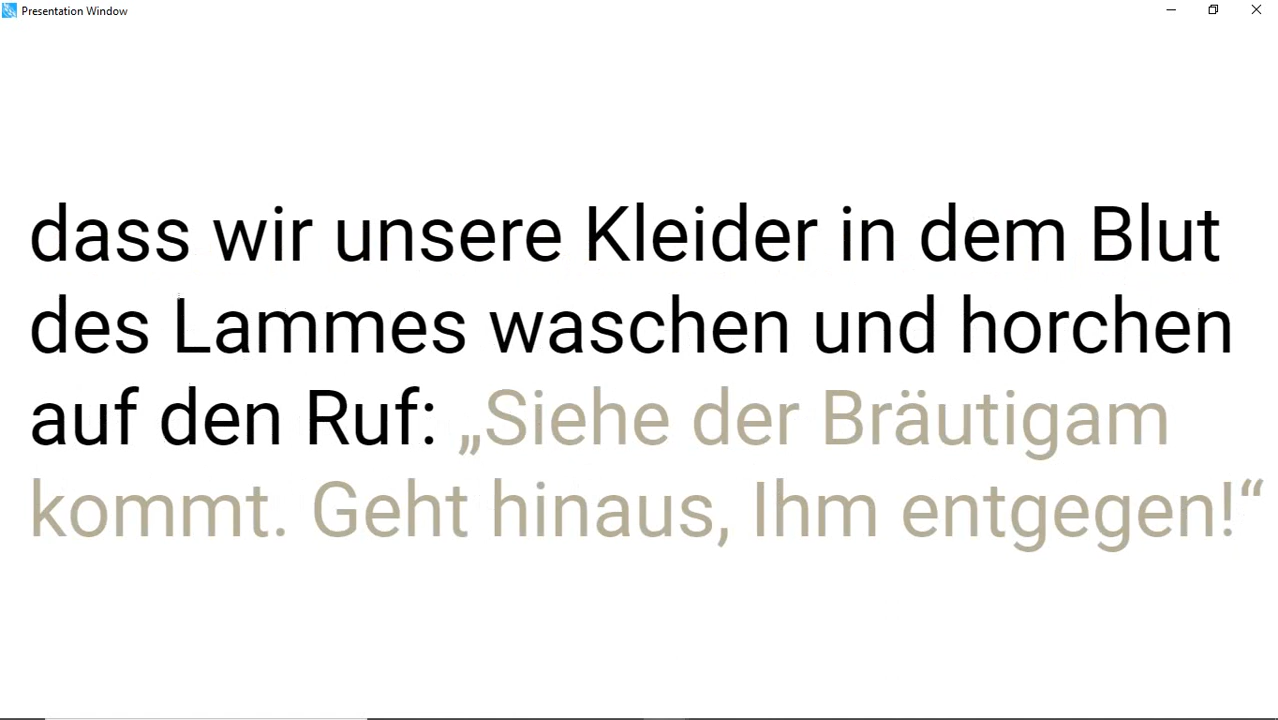 Presentation Window
dass wir unsere Kleider in dem Blut
des Lammes waschen und horchen
auf den Ruf: „Siehe der Bräutigam
kommt. Geht hinaus, Ihm entgegen!“